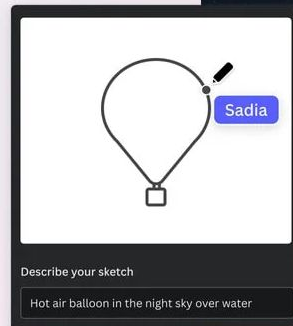 Sadia
Describe your sketch
Hot air balloon in the night sky over water